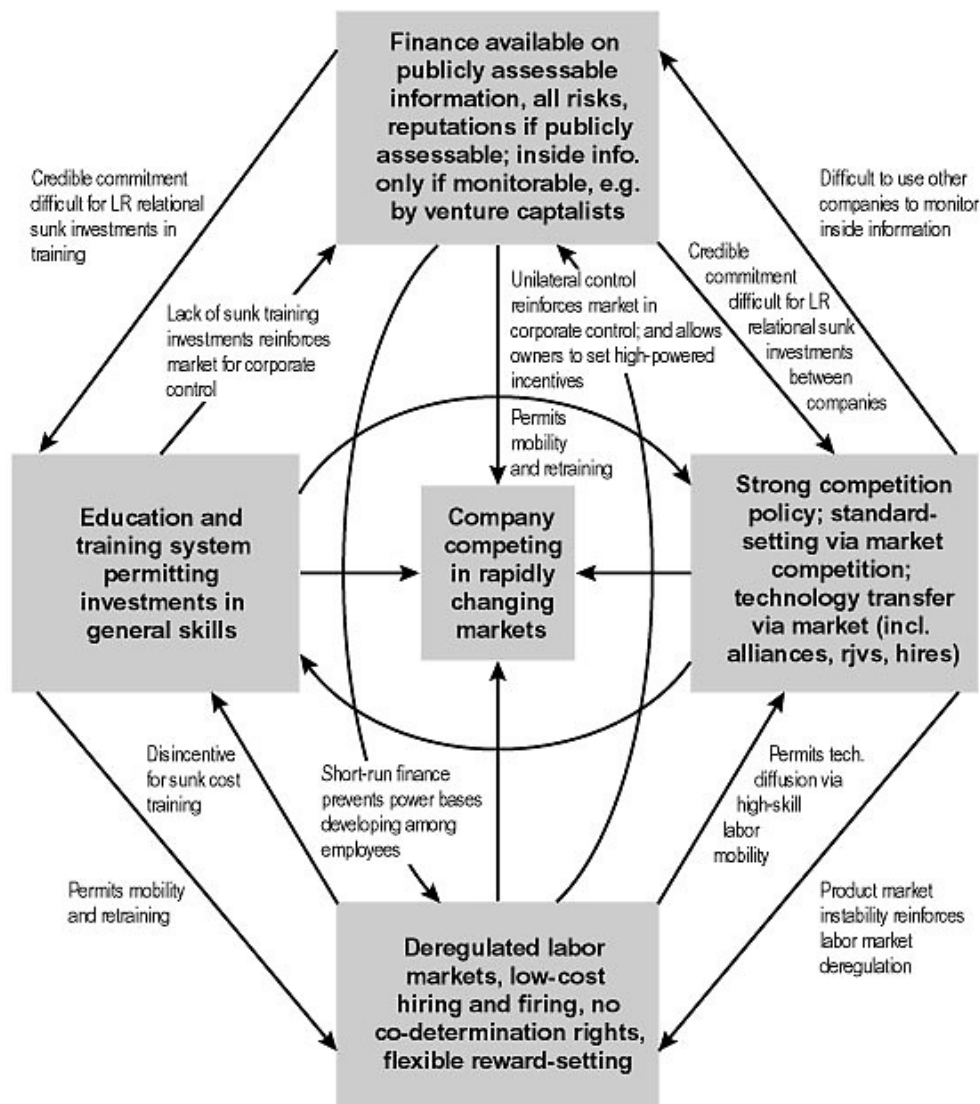 Finance available on
publicly assessable
information, all risks,
reputations if publicly
assessable; inside info.
only if monitorable, e.g.
by venture captalists
Credible commitment
difficult for LR relational
sunk investments in
training
Difficult to use other
companies to monitor
inside information
Lack of sunk training
investments reinforces
market for corporate
control
Unilateral control
reinforces market in
corporate control; and allows
owners to set high-powered
incentives
Credible
commitment
difficult for LR
relational sunk
investments
between
companies
Permits
mobility
and retraining
Education and
training system
permitting
investments in
general skills
Company
competing
in rapidly
changing
markets
Strong competition
policy; standard-
setting via market
competition;
technology transfer
via market (incl.
alliances, rjvs, hires)
Disincentive
for sunk cost
training
Short-run finance
prevents power bases
developing among
employees
Permits tech.
diffusion via
high-skill
labor
mobility
Permits mobility
and retraining
Product market
instability reinforces
labor market
deregulation
Deregulated labor
markets, low-cost
hiring and firing, no
co-determination rights,
flexible reward-setting